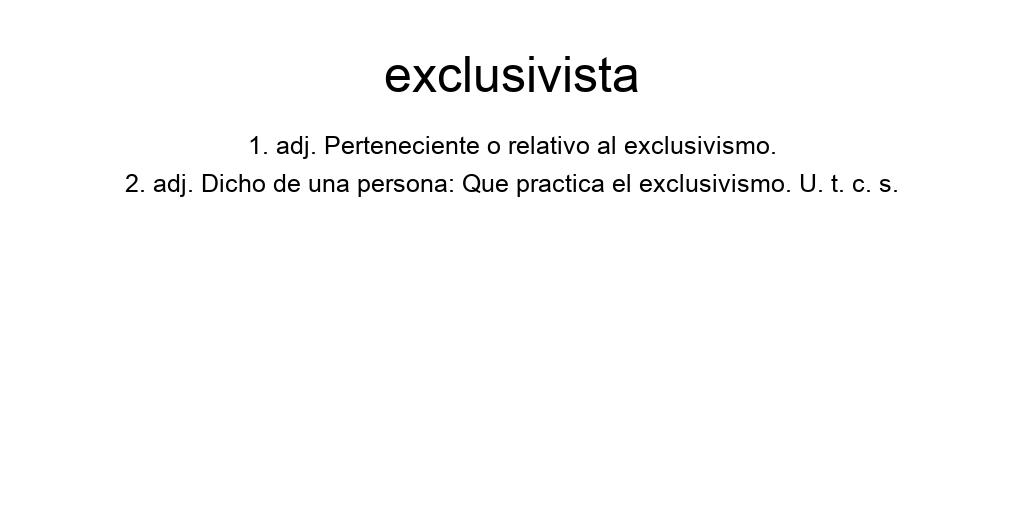 exclusivista
1. adj. Perteneciente o relativo al exclusivismo.
2. adj. Dicho de una persona: Que practica el exclusivismo. U. t. c. s.